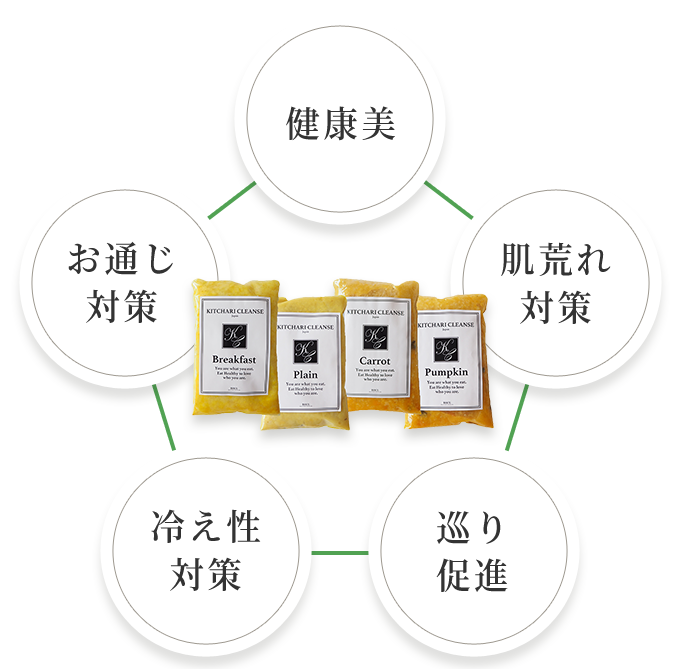 健康美
お通じ
対策
肌荒れ
対策
KITCHARI CLEANSE
Breakfast
You are what you eat.
Eat Healthy to love
who you are.
KITCHARI CLEANSE
Plain
You are what you eat.
Eat Healthy to love
who you are.
KITCHARI CLEANSE
Carrot
You are what you eat.
Eat Healthy to love
who you are.
KITCHARI CLEANSE
Pumpkin
You are what you eat.
Eat Healthy to love
who you are.
冷え性
対策
巡り
促進